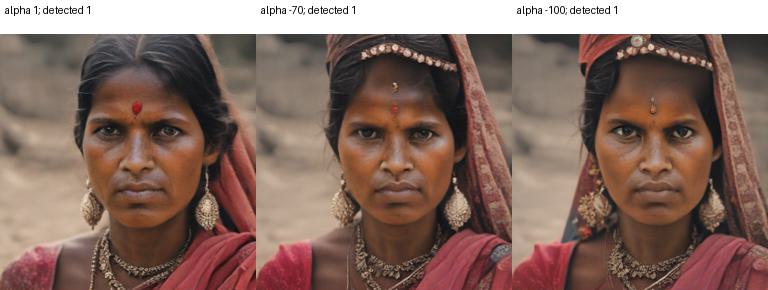 alpha 1; detected 1
alpha -70; detected 1
alpha -100; detected 1